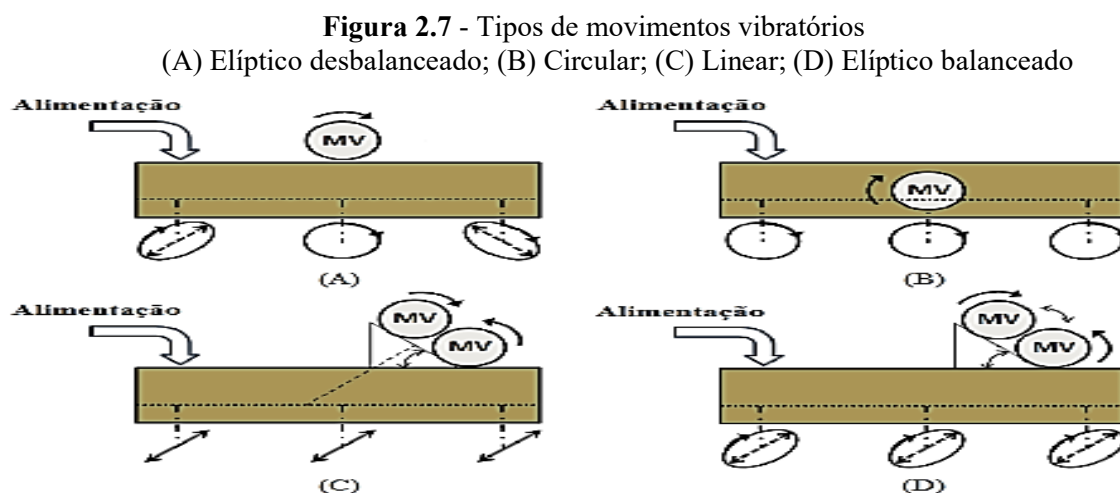 Figura 2.7 - Tipos de movimentos vibratórios
(A) Elíptico desbalanceado; (B) Circular; (C) Linear; (D) Elíptico balanceado
Alimentação
MV
(A)
Alimentação
MV
(B)
Alimentação
MV
MV
(C)
Alimentação
MV
MV
(D)